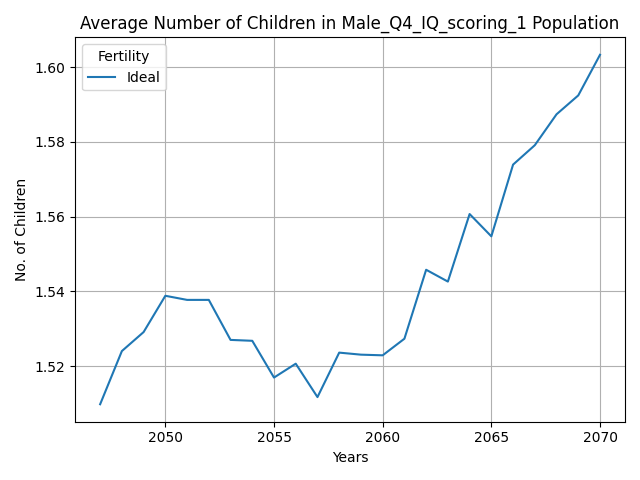 Average Number of Children in Male_Q4_IQ_scoring_1 Population
Fertility
Ideal
No. of Children
1.60
1.58
1.56
1.54
1.52
2050 2055 2060 2065 2070
Years